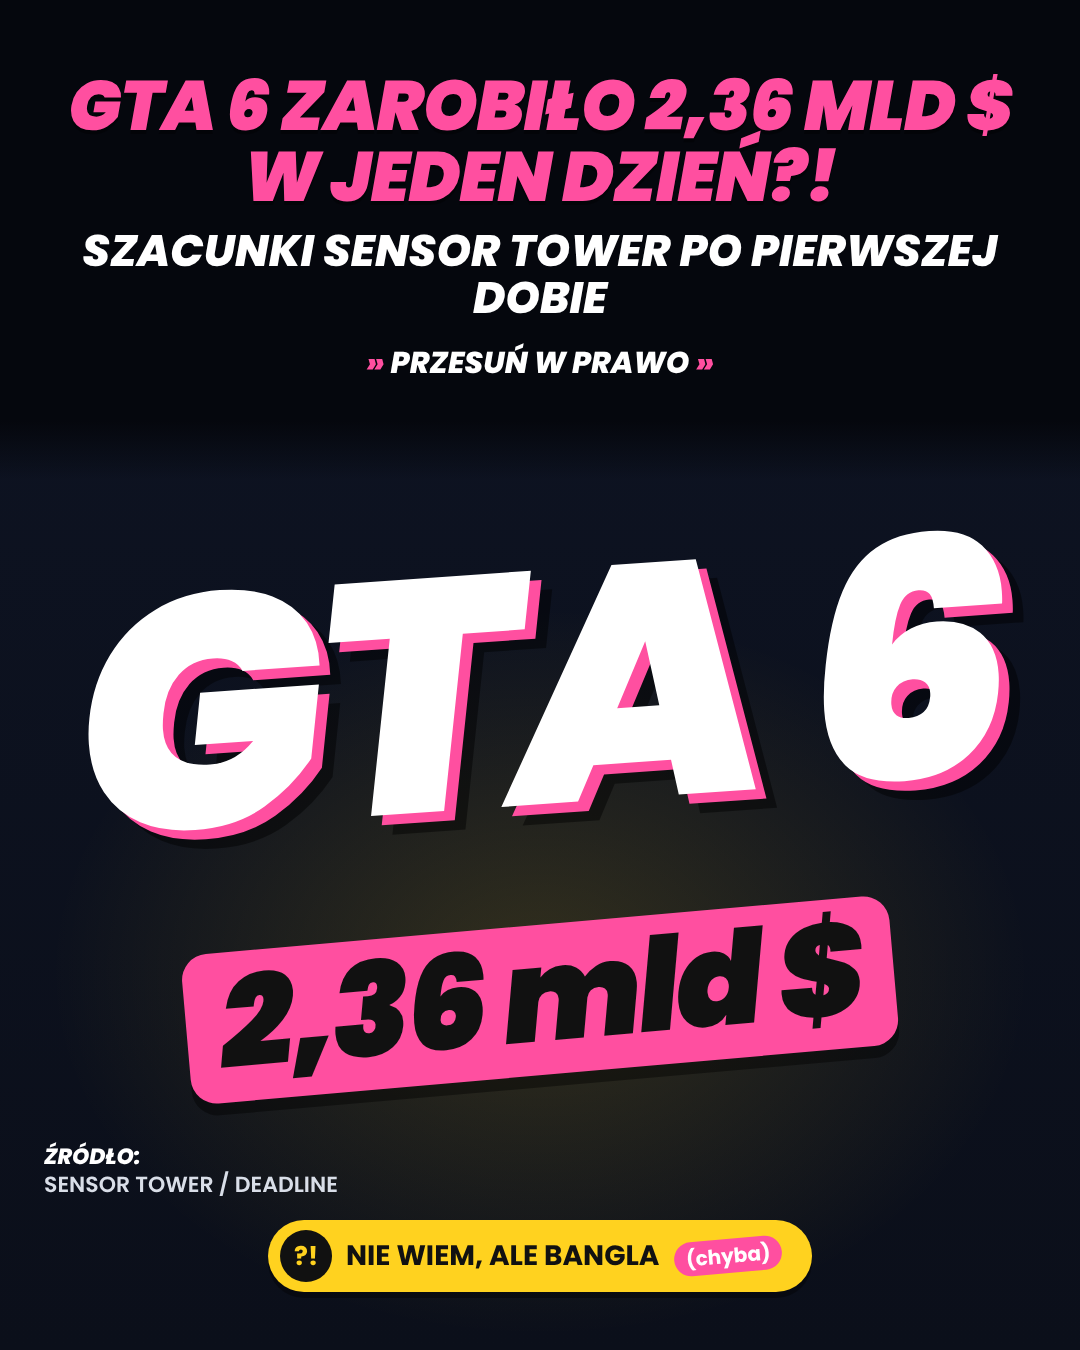 GTA 6 ZAROBIŁO 2,36 MLD $
W JEDEN DZIEŃ?!
SZACUNKI SENSOR TOWER PO PIERWSZEJ
DOBIE
» PRZESUŃ W PRAWO »
GTA 6
2,36 mld $
ŹRÓDŁO:
SENSOR TOWER / DEADLINE
?! NIE WIEM, ALE BANGLA (chyba)